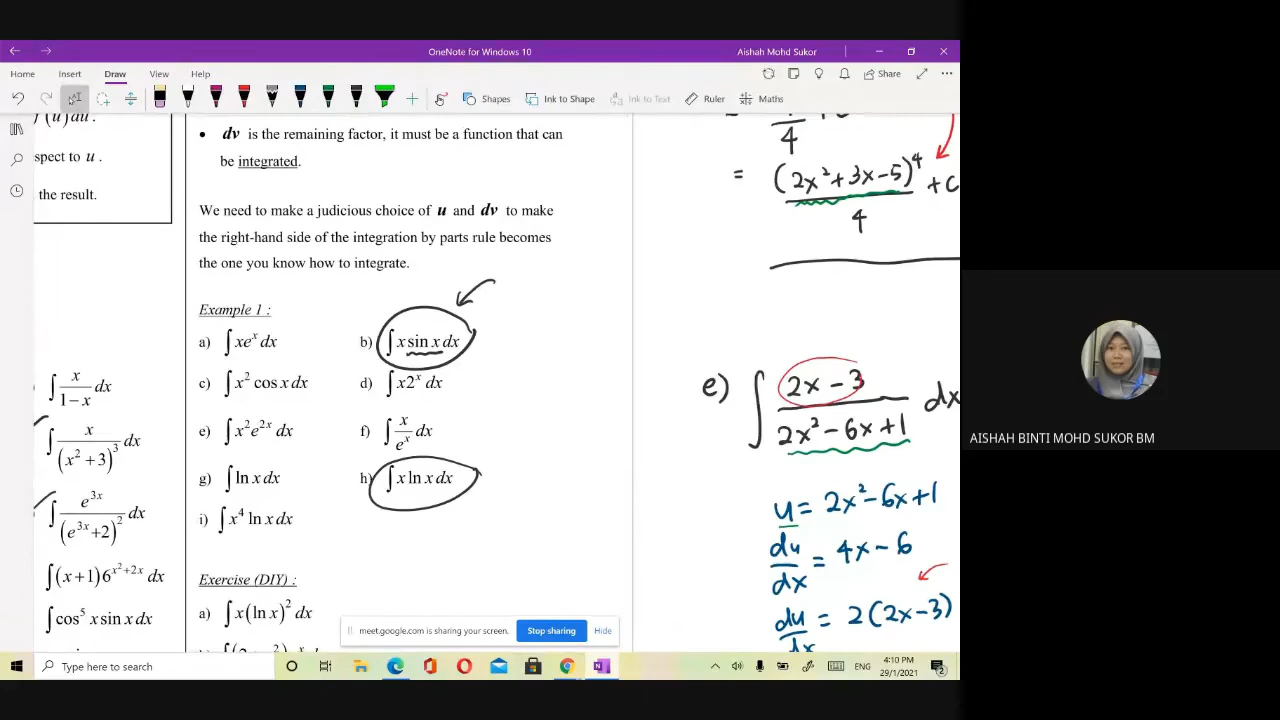 OneNote for Windows 10
Aishah Mohd Sukor
Home Insert Draw View Help
Share
Shapes Ink to Shape Ink to Text Ruler Maths
f(u)du.
spect to u.
the result.
∫ x/(1−x) dx
∫ x/(x²+3)³ dx
∫ e³ˣ/(e³ˣ+2)² dx
∫(x+1)6^(x²+2x) dx
∫cos⁵ x sin x dx
• dv is the remaining factor, it must be a function that can
be integrated.
We need to make a judicious choice of u and dv to make
the right-hand side of the integration by parts rule becomes
the one you know how to integrate.
Example 1 :
a) ∫xeˣ dx b) ∫x sin x dx
c) ∫x² cos x dx d) ∫x2ˣ dx
e) ∫x²e²ˣ dx f) ∫ x/eˣ dx
g) ∫ln x dx h) ∫x ln x dx
i) ∫x⁴ ln x dx
Exercise (DIY) :
a) ∫x(ln x)² dx
4
= (2x²+3x−5)⁴/4 + C
e) ∫ (2x−3)/(2x²−6x+1) dx
u = 2x²−6x+1
du/dx = 4x−6
du/dx = 2(2x−3)
meet.google.com is sharing your screen. Stop sharing Hide
AISHAH BINTI MOHD SUKOR BM
Type here to search
ENG
4:10 PM
29/1/2021
2